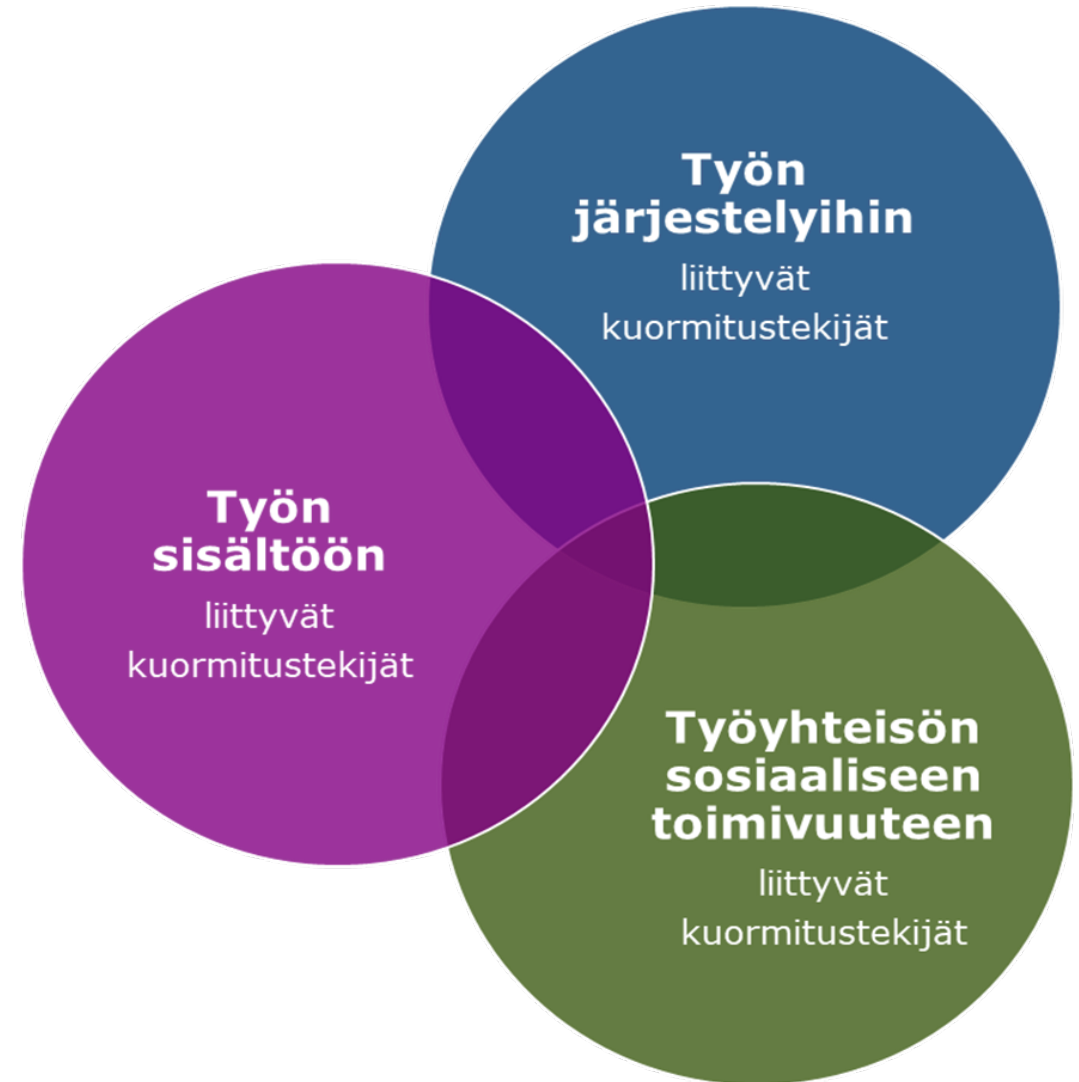 Työn
järjestelyihin
liittyvät
kuormitustekijät
Työn
sisältöön
liittyvät
kuormitustekijät
Työyhteisön
sosiaaliseen
toimivuuteen
liittyvät
kuormitustekijät